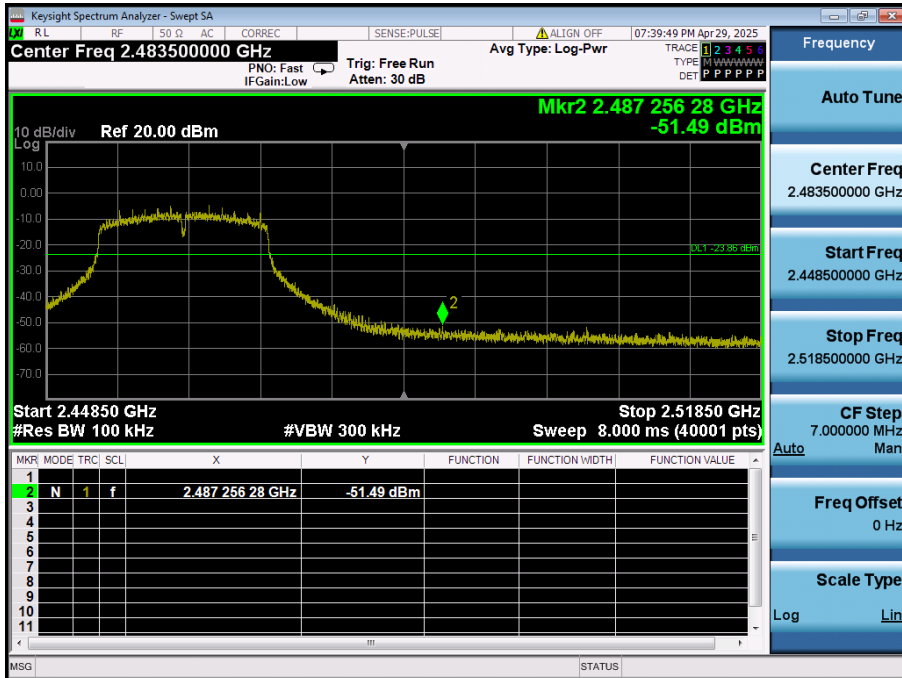 Keysight Spectrum Analyzer - Swept SA
LXI RL RF 50 Ω AC CORREC SENSE:PULSE ALIGN OFF 07:39:49 PM Apr 29, 2025
Center Freq 2.483500000 GHz
PNO: Fast
IFGain:Low
Trig: Free Run
Atten: 30 dB
Avg Type: Log-Pwr
TRACE 1 2 3 4 5 6
TYPE M WWWWW
DET P P P P P P
Mkr2 2.487 256 28 GHz
-51.49 dBm
10 dB/div Ref 20.00 dBm
Log
10.0
0.00
-10.0
-20.0
-30.0
-40.0
-50.0
-60.0
-70.0
DL1 -23.86 dBm
2
Start 2.44850 GHz Stop 2.51850 GHz
#Res BW 100 kHz #VBW 300 kHz Sweep 8.000 ms (40001 pts)
MKR MODE TRC SCL X Y FUNCTION FUNCTION WIDTH FUNCTION VALUE
1
2 N 1 f 2.487 256 28 GHz -51.49 dBm
3
4
5
6
7
8
9
10
11
MSG STATUS
Frequency
Auto Tune
Center Freq
2.483500000 GHz
Start Freq
2.448500000 GHz
Stop Freq
2.518500000 GHz
CF Step
7.000000 MHz
Auto Man
Freq Offset
0 Hz
Scale Type
Log Lin